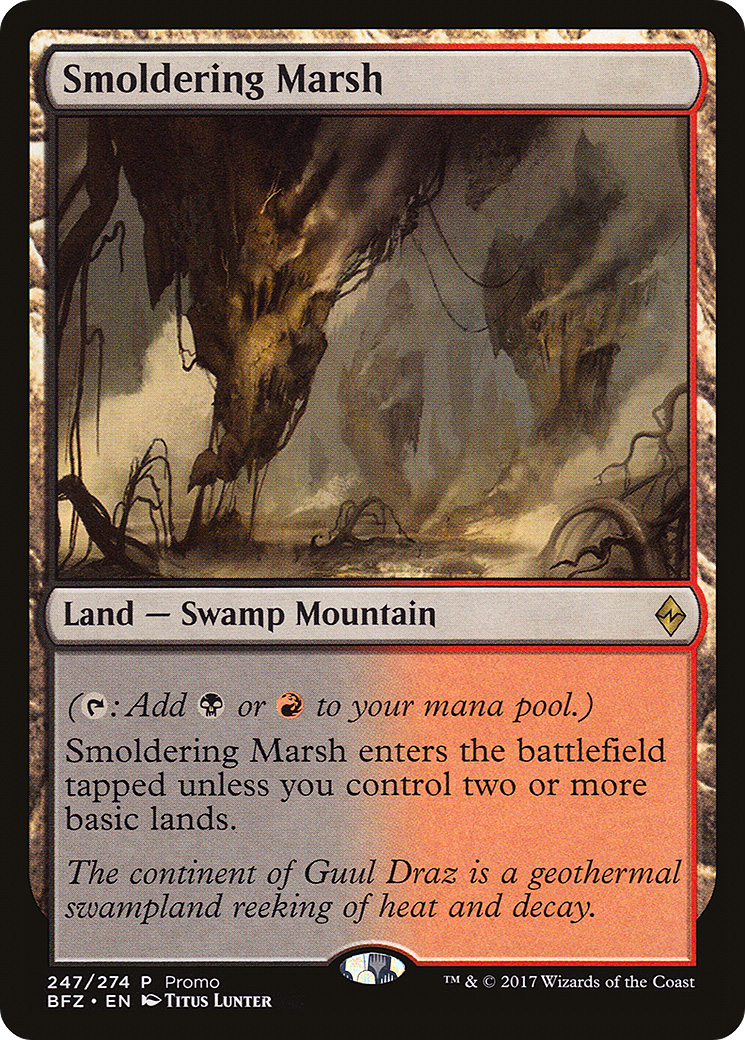 Smoldering Marsh
Land — Swamp Mountain
(: Add or to your mana pool.)
Smoldering Marsh enters the battlefield
tapped unless you control two or more
basic lands.
The continent of Guul Draz is a geothermal
swampland reeking of heat and decay.
247/274 P Promo
™ & © 2017 Wizards of the Coast
BFZ • EN Titus Lunter